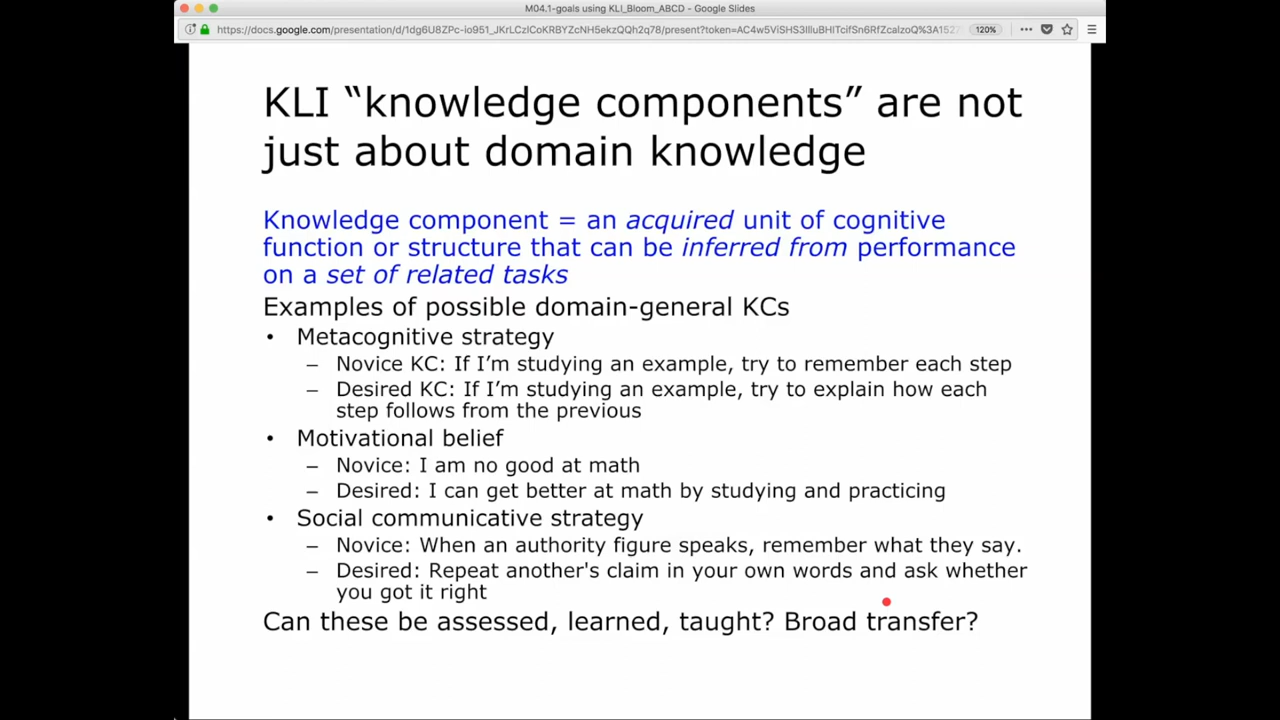 M04.1-goals using KLI_Bloom_ABCD - Google Slides
120%
KLI “knowledge components” are not
just about domain knowledge
Knowledge component = an acquired unit of cognitive
function or structure that can be inferred from performance
on a set of related tasks
Examples of possible domain-general KCs
• Metacognitive strategy
– Novice KC: If I’m studying an example, try to remember each step
– Desired KC: If I’m studying an example, try to explain how each
step follows from the previous
• Motivational belief
– Novice: I am no good at math
– Desired: I can get better at math by studying and practicing
• Social communicative strategy
– Novice: When an authority figure speaks, remember what they say.
– Desired: Repeat another's claim in your own words and ask whether
you got it right
Can these be assessed, learned, taught? Broad transfer?